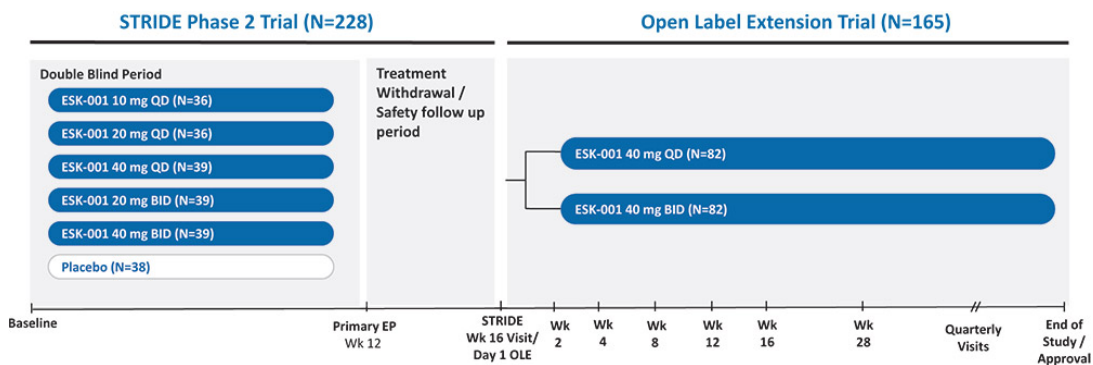 STRIDE Phase 2 Trial (N=228)
Open Label Extension Trial (N=165)
Double Blind Period
ESK-001 10 mg QD (N=36)
ESK-001 20 mg QD (N=36)
ESK-001 40 mg QD (N=39)
ESK-001 20 mg BID (N=39)
ESK-001 40 mg BID (N=39)
Placebo (N=38)
Treatment
Withdrawal /
Safety follow up
period
ESK-001 40 mg QD (N=82)
ESK-001 40 mg BID (N=82)
Baseline
Primary EP
Wk 12
STRIDE
Wk 16 Visit/
Day 1 OLE
Wk
2
Wk
4
Wk
8
Wk
12
Wk
16
Wk
28
Quarterly
Visits
End of
Study /
Approval